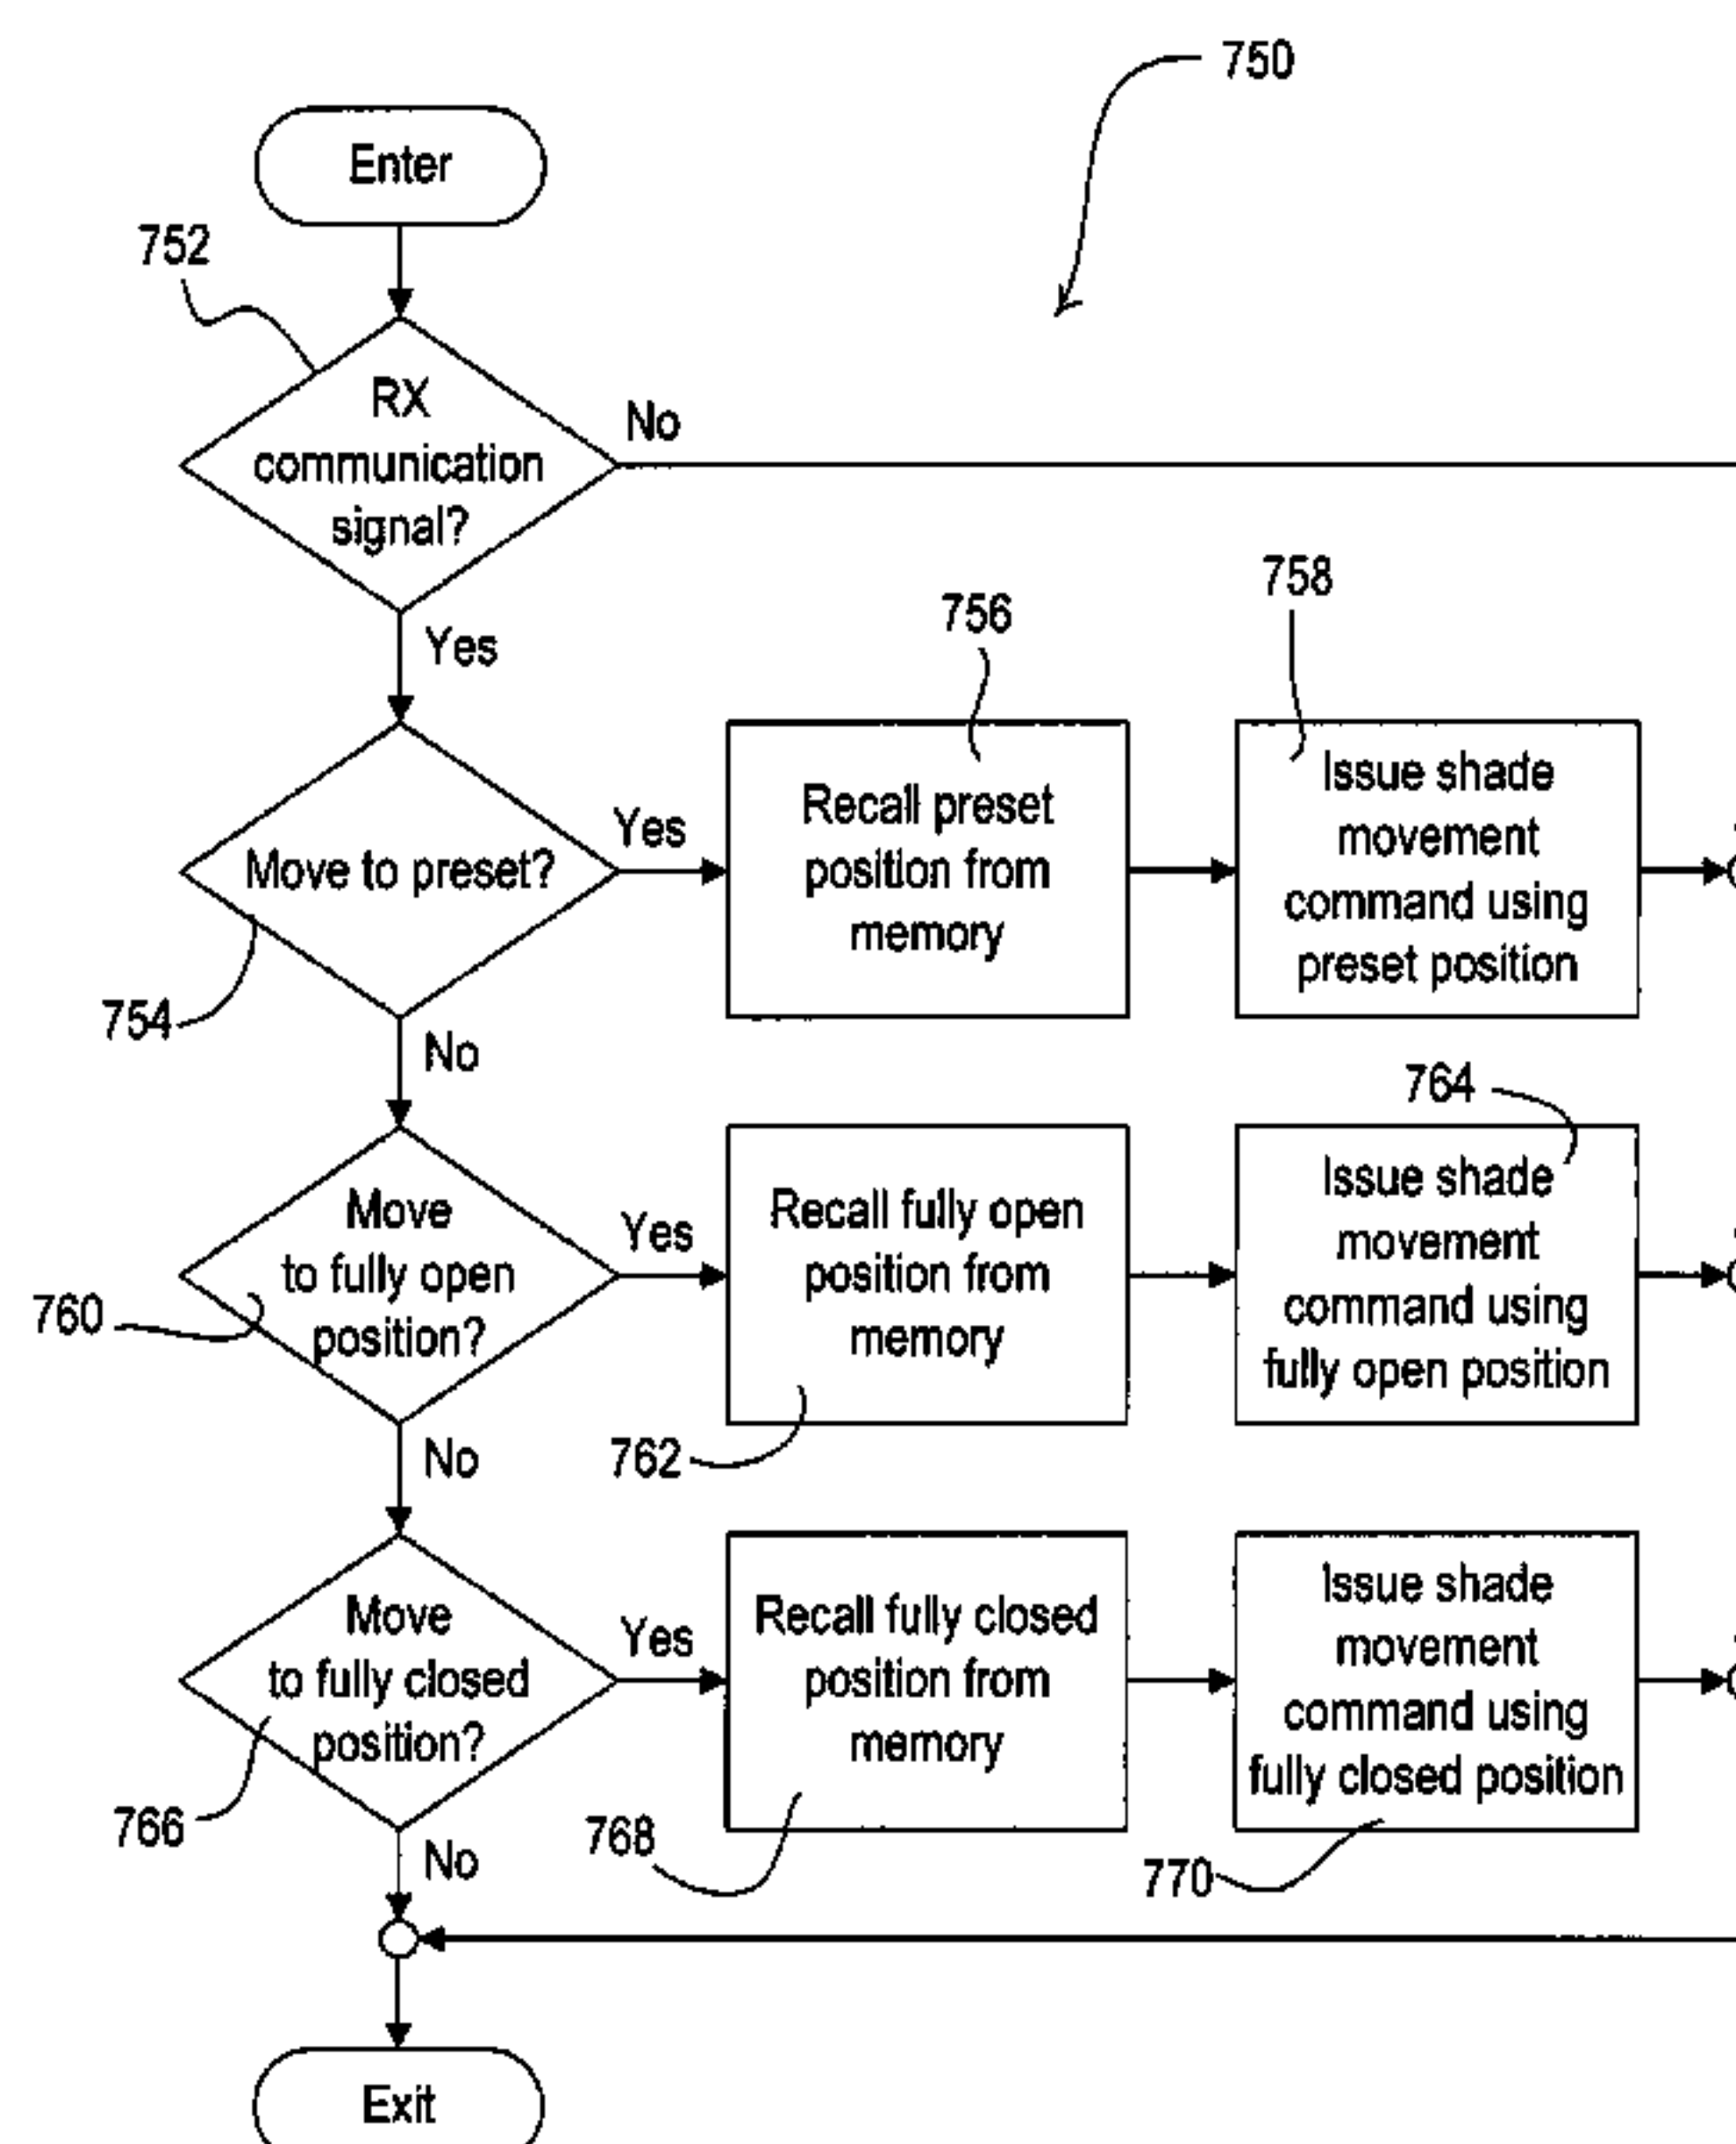 750
Enter
752
RX
communication
signal?
No
Yes
756
758
Move to preset?
Yes
Recall preset
position from
memory
Issue shade
movement
command using
preset position
754
No
764
Move
to fully open
position?
Yes
Recall fully open
position from
memory
Issue shade
movement
command using
fully open position
760
762
No
Move
to fully closed
position?
Yes
Recall fully closed
position from
memory
Issue shade
movement
command using
fully closed position
766
768
770
No
Exit